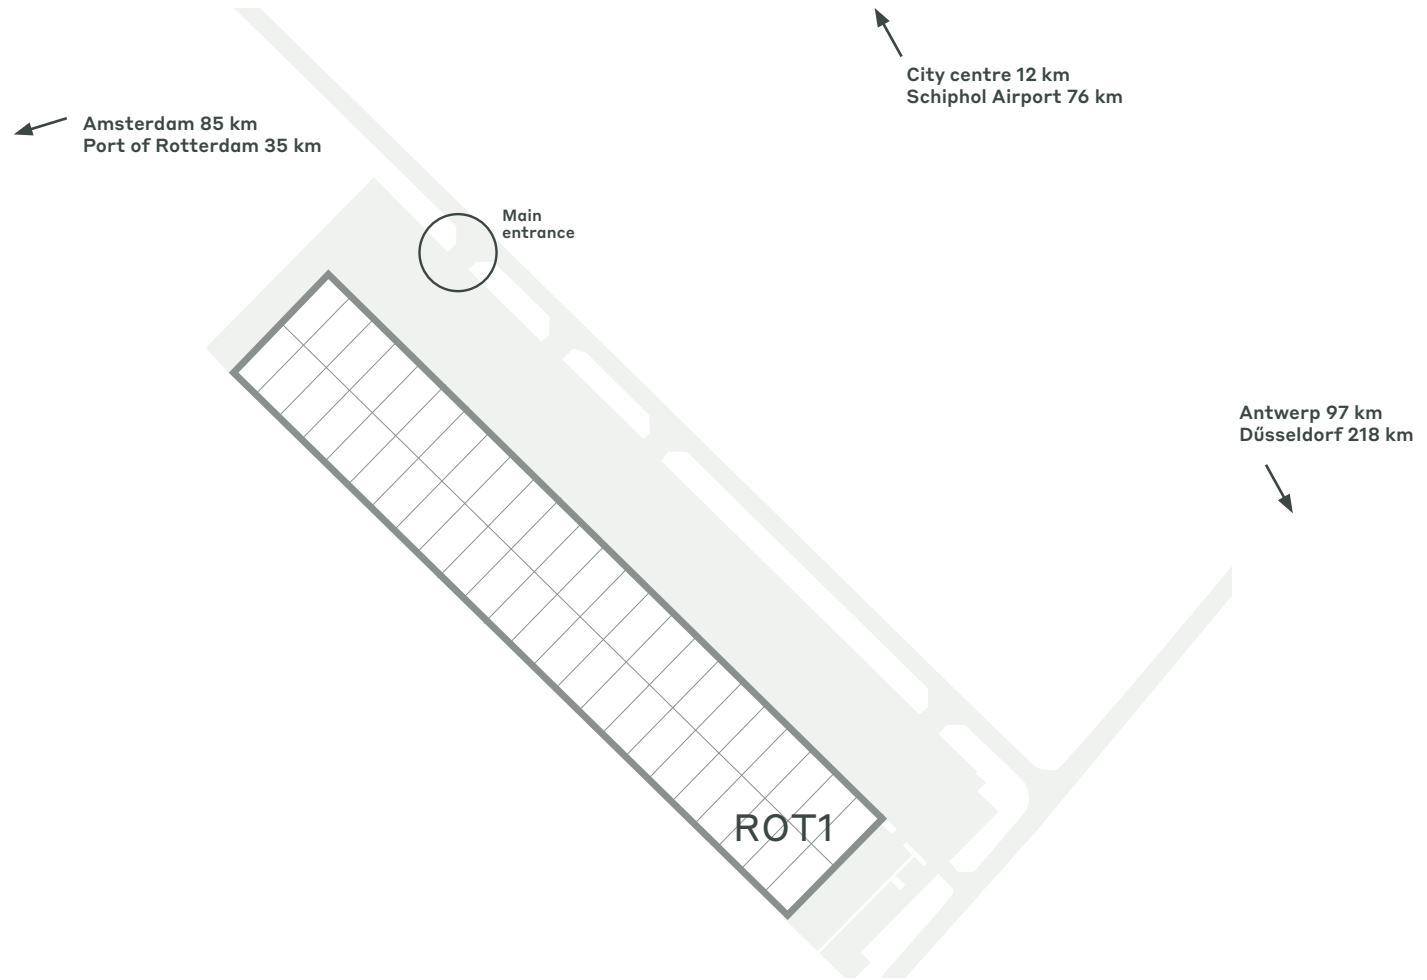 City centre 12 km
Schiphol Airport 76 km
Amsterdam 85 km
Port of Rotterdam 35 km
Main
entrance
Antwerp 97 km
Dűsseldorf 218 km
ROT1